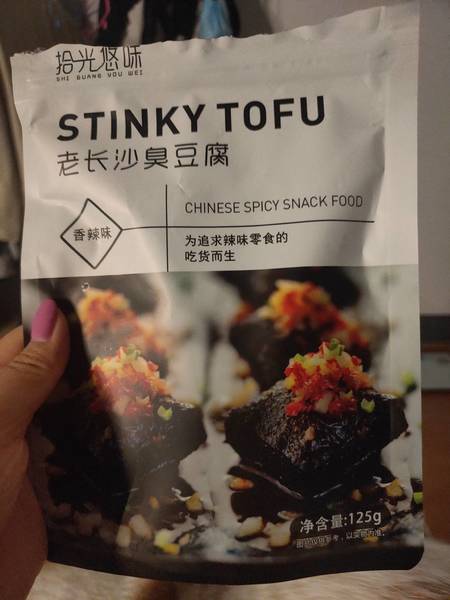 拾光悠味
SHI GUANG YOU WEI
STINKY TOFU
老长沙臭豆腐
CHINESE SPICY SNACK FOOD
香辣味
为追求辣味零食的
吃货而生
净含量:125g